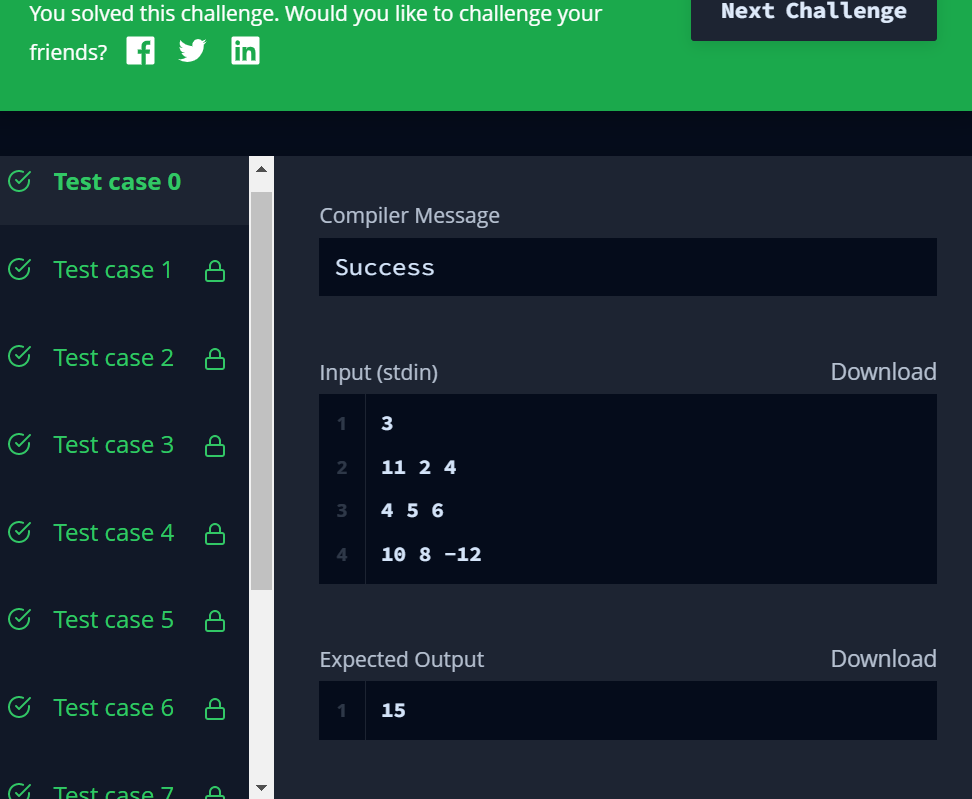 You solved this challenge. Would you like to challenge your
friends?
Next Challenge
Test case 0
Test case 1
Test case 2
Test case 3
Test case 4
Test case 5
Test case 6
Test case 7
Compiler Message
Success
Input (stdin)
Download
1 3
2 11 2 4
3 4 5 6
4 10 8 -12
Expected Output
Download
1 15